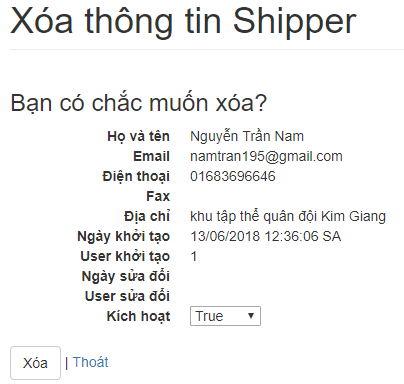 Xóa thông tin Shipper
Bạn có chắc muốn xóa?
Họ và tên Nguyễn Trần Nam
Email namtran195@gmail.com
Điện thoại 01683696646
Fax
Địa chỉ khu tập thể quân đội Kim Giang
Ngày khởi tạo 13/06/2018 12:36:06 SA
User khởi tạo 1
Ngày sửa đổi
User sửa đổi
Kích hoạt True
Xóa | Thoát